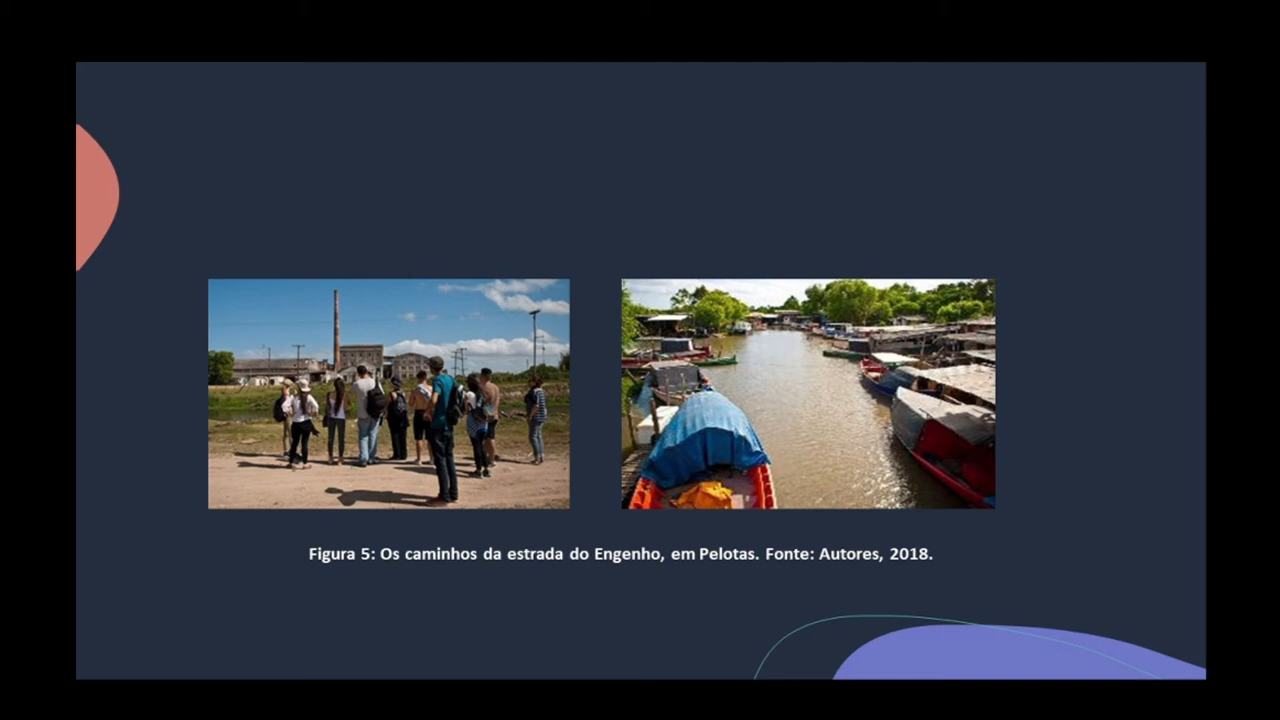 Figura 5: Os caminhos da estrada do Engenho, em Pelotas. Fonte: Autores, 2018.